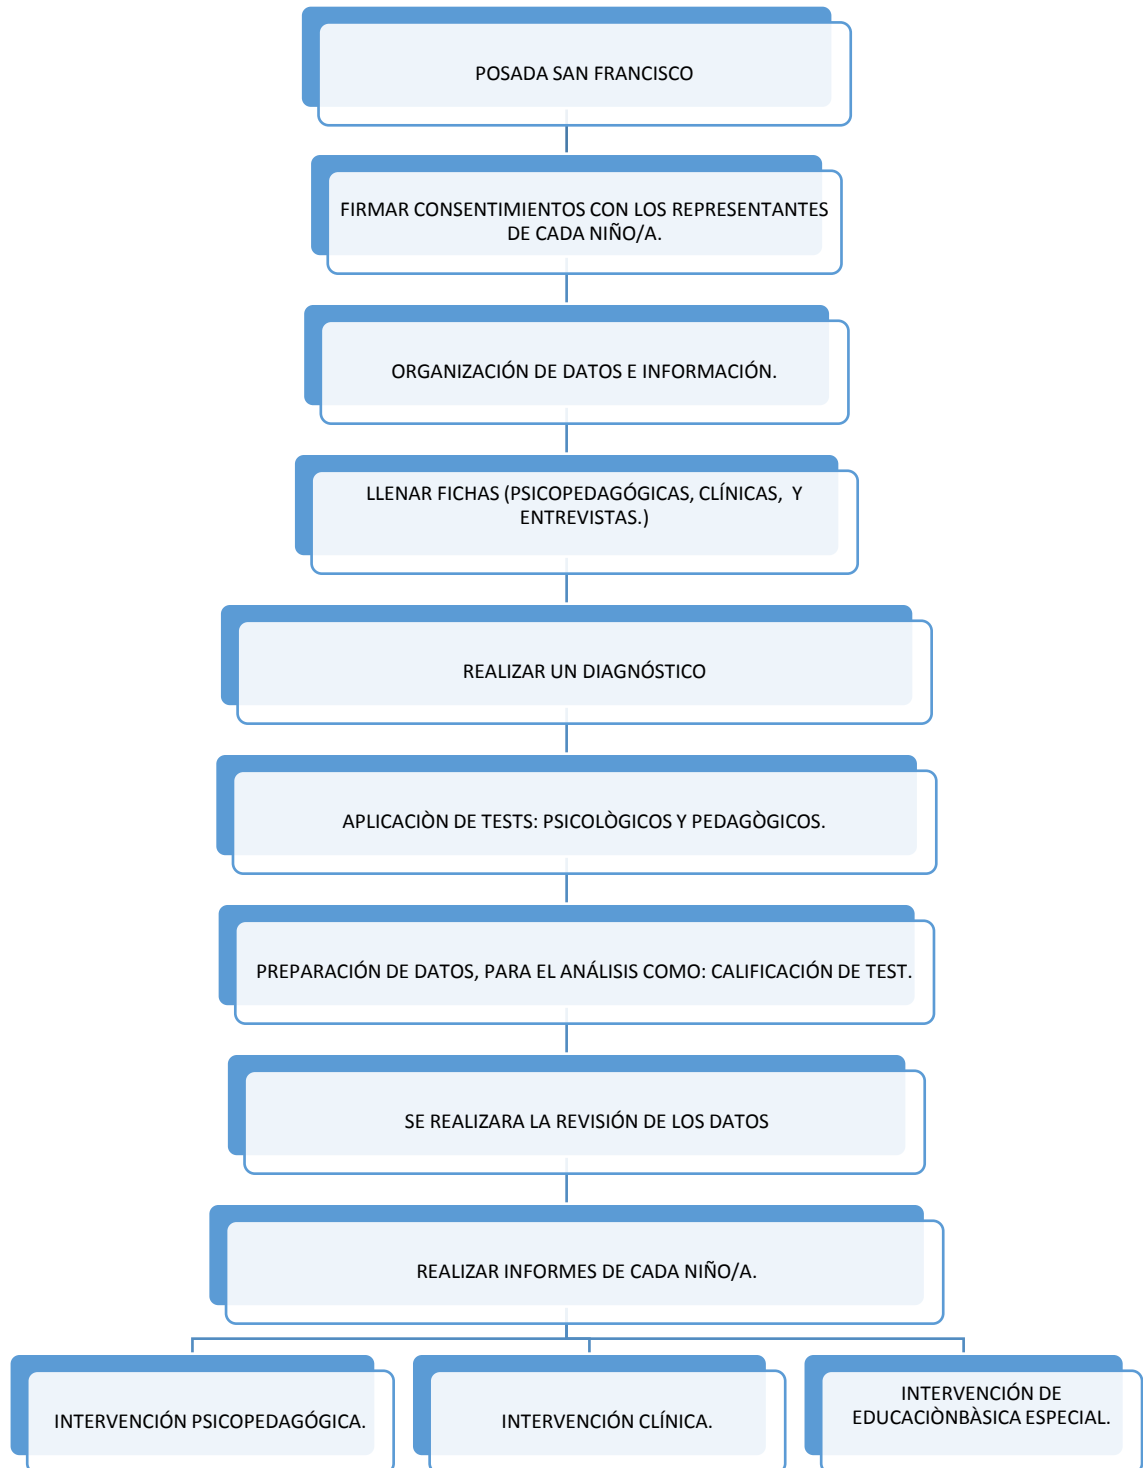 POSADA SAN FRANCISCO
FIRMAR CONSENTIMIENTOS CON LOS REPRESENTANTES
DE CADA NIÑO/A.
ORGANIZACIÓN DE DATOS E INFORMACIÓN.
LLENAR FICHAS (PSICOPEDAGÓGICAS, CLÍNICAS, Y
ENTREVISTAS.)
REALIZAR UN DIAGNÓSTICO
APLICACIÒN DE TESTS: PSICOLÒGICOS Y PEDAGÒGICOS.
PREPARACIÓN DE DATOS, PARA EL ANÁLISIS COMO: CALIFICACIÓN DE TEST.
SE REALIZARA LA REVISIÓN DE LOS DATOS
REALIZAR INFORMES DE CADA NIÑO/A.
INTERVENCIÓN PSICOPEDAGÓGICA.
INTERVENCIÓN CLÍNICA.
INTERVENCIÓN DE
EDUCACIÒNBÀSICA ESPECIAL.